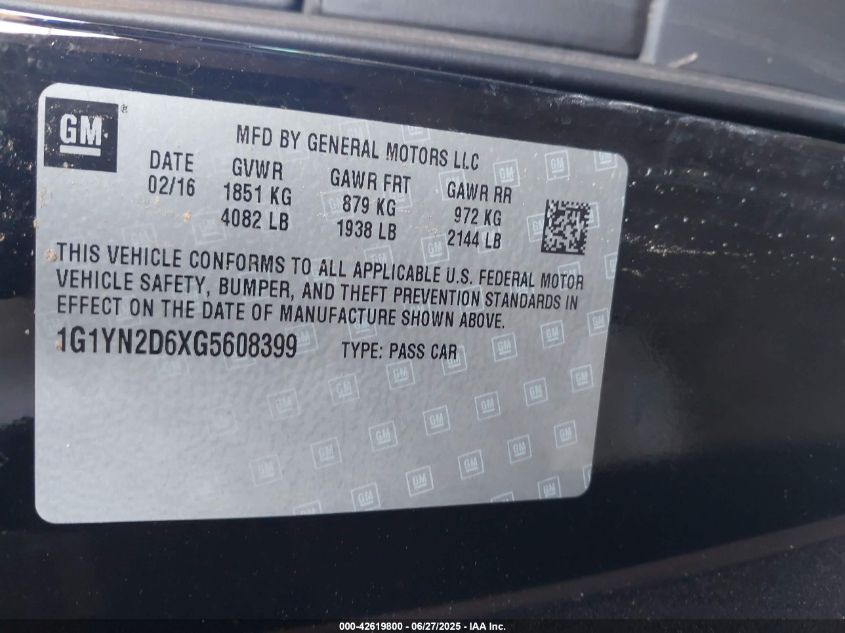 GM ®
MFD BY GENERAL MOTORS LLC
DATE GVWR GAWR FRT GAWR RR
02/16 1851 KG 879 KG 972 KG
4082 LB 1938 LB 2144 LB
THIS VEHICLE CONFORMS TO ALL APPLICABLE U.S. FEDERAL MOTOR
VEHICLE SAFETY, BUMPER, AND THEFT PREVENTION STANDARDS IN
EFFECT ON THE DATE OF MANUFACTURE SHOWN ABOVE.
1G1YN2D6XG5608399 TYPE: PASS CAR
000-42619800 - 06/27/2025 - IAA Inc.